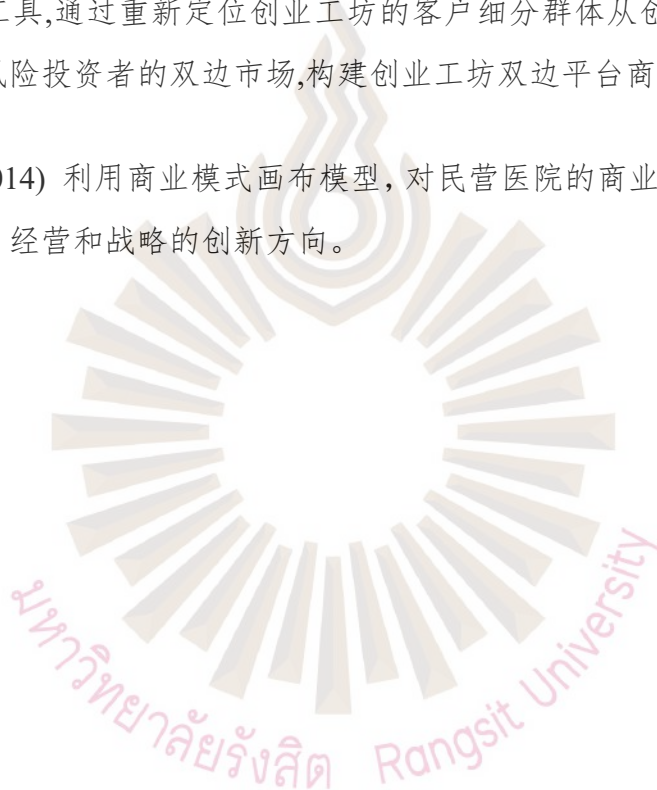 工具,通过重新定位创业工坊的客户细分群体从创
风险投资者的双边市场,构建创业工坊双边平台商
014) 利用商业模式画布模型，对民营医院的商业
经营和战略的创新方向。
มหาวิทยาลัยรังสิต Rangsit University